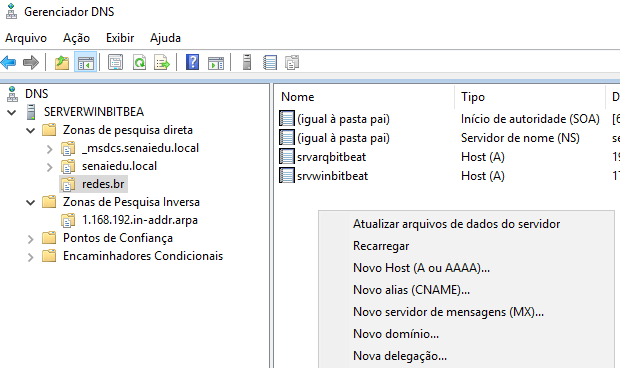 Gerenciador DNS
Arquivo Ação Exibir Ajuda
DNS
SERVERWINBITBEA
Zonas de pesquisa direta
_msdcs.senaiedu.local
senaiedu.local
redes.br
Zonas de Pesquisa Inversa
1.168.192.in-addr.arpa
Pontos de Confiança
Encaminhadores Condicionais
Nome Tipo D
(igual à pasta pai) Início de autoridade (SOA) [6
(igual à pasta pai) Servidor de nome (NS) se
srvarqbitbeat Host (A) 19
srvwinbitbeat Host (A) 17
Atualizar arquivos de dados do servidor
Recarregar
Novo Host (A ou AAAA)...
Novo alias (CNAME)...
Novo servidor de mensagens (MX)...
Novo domínio...
Nova delegação...